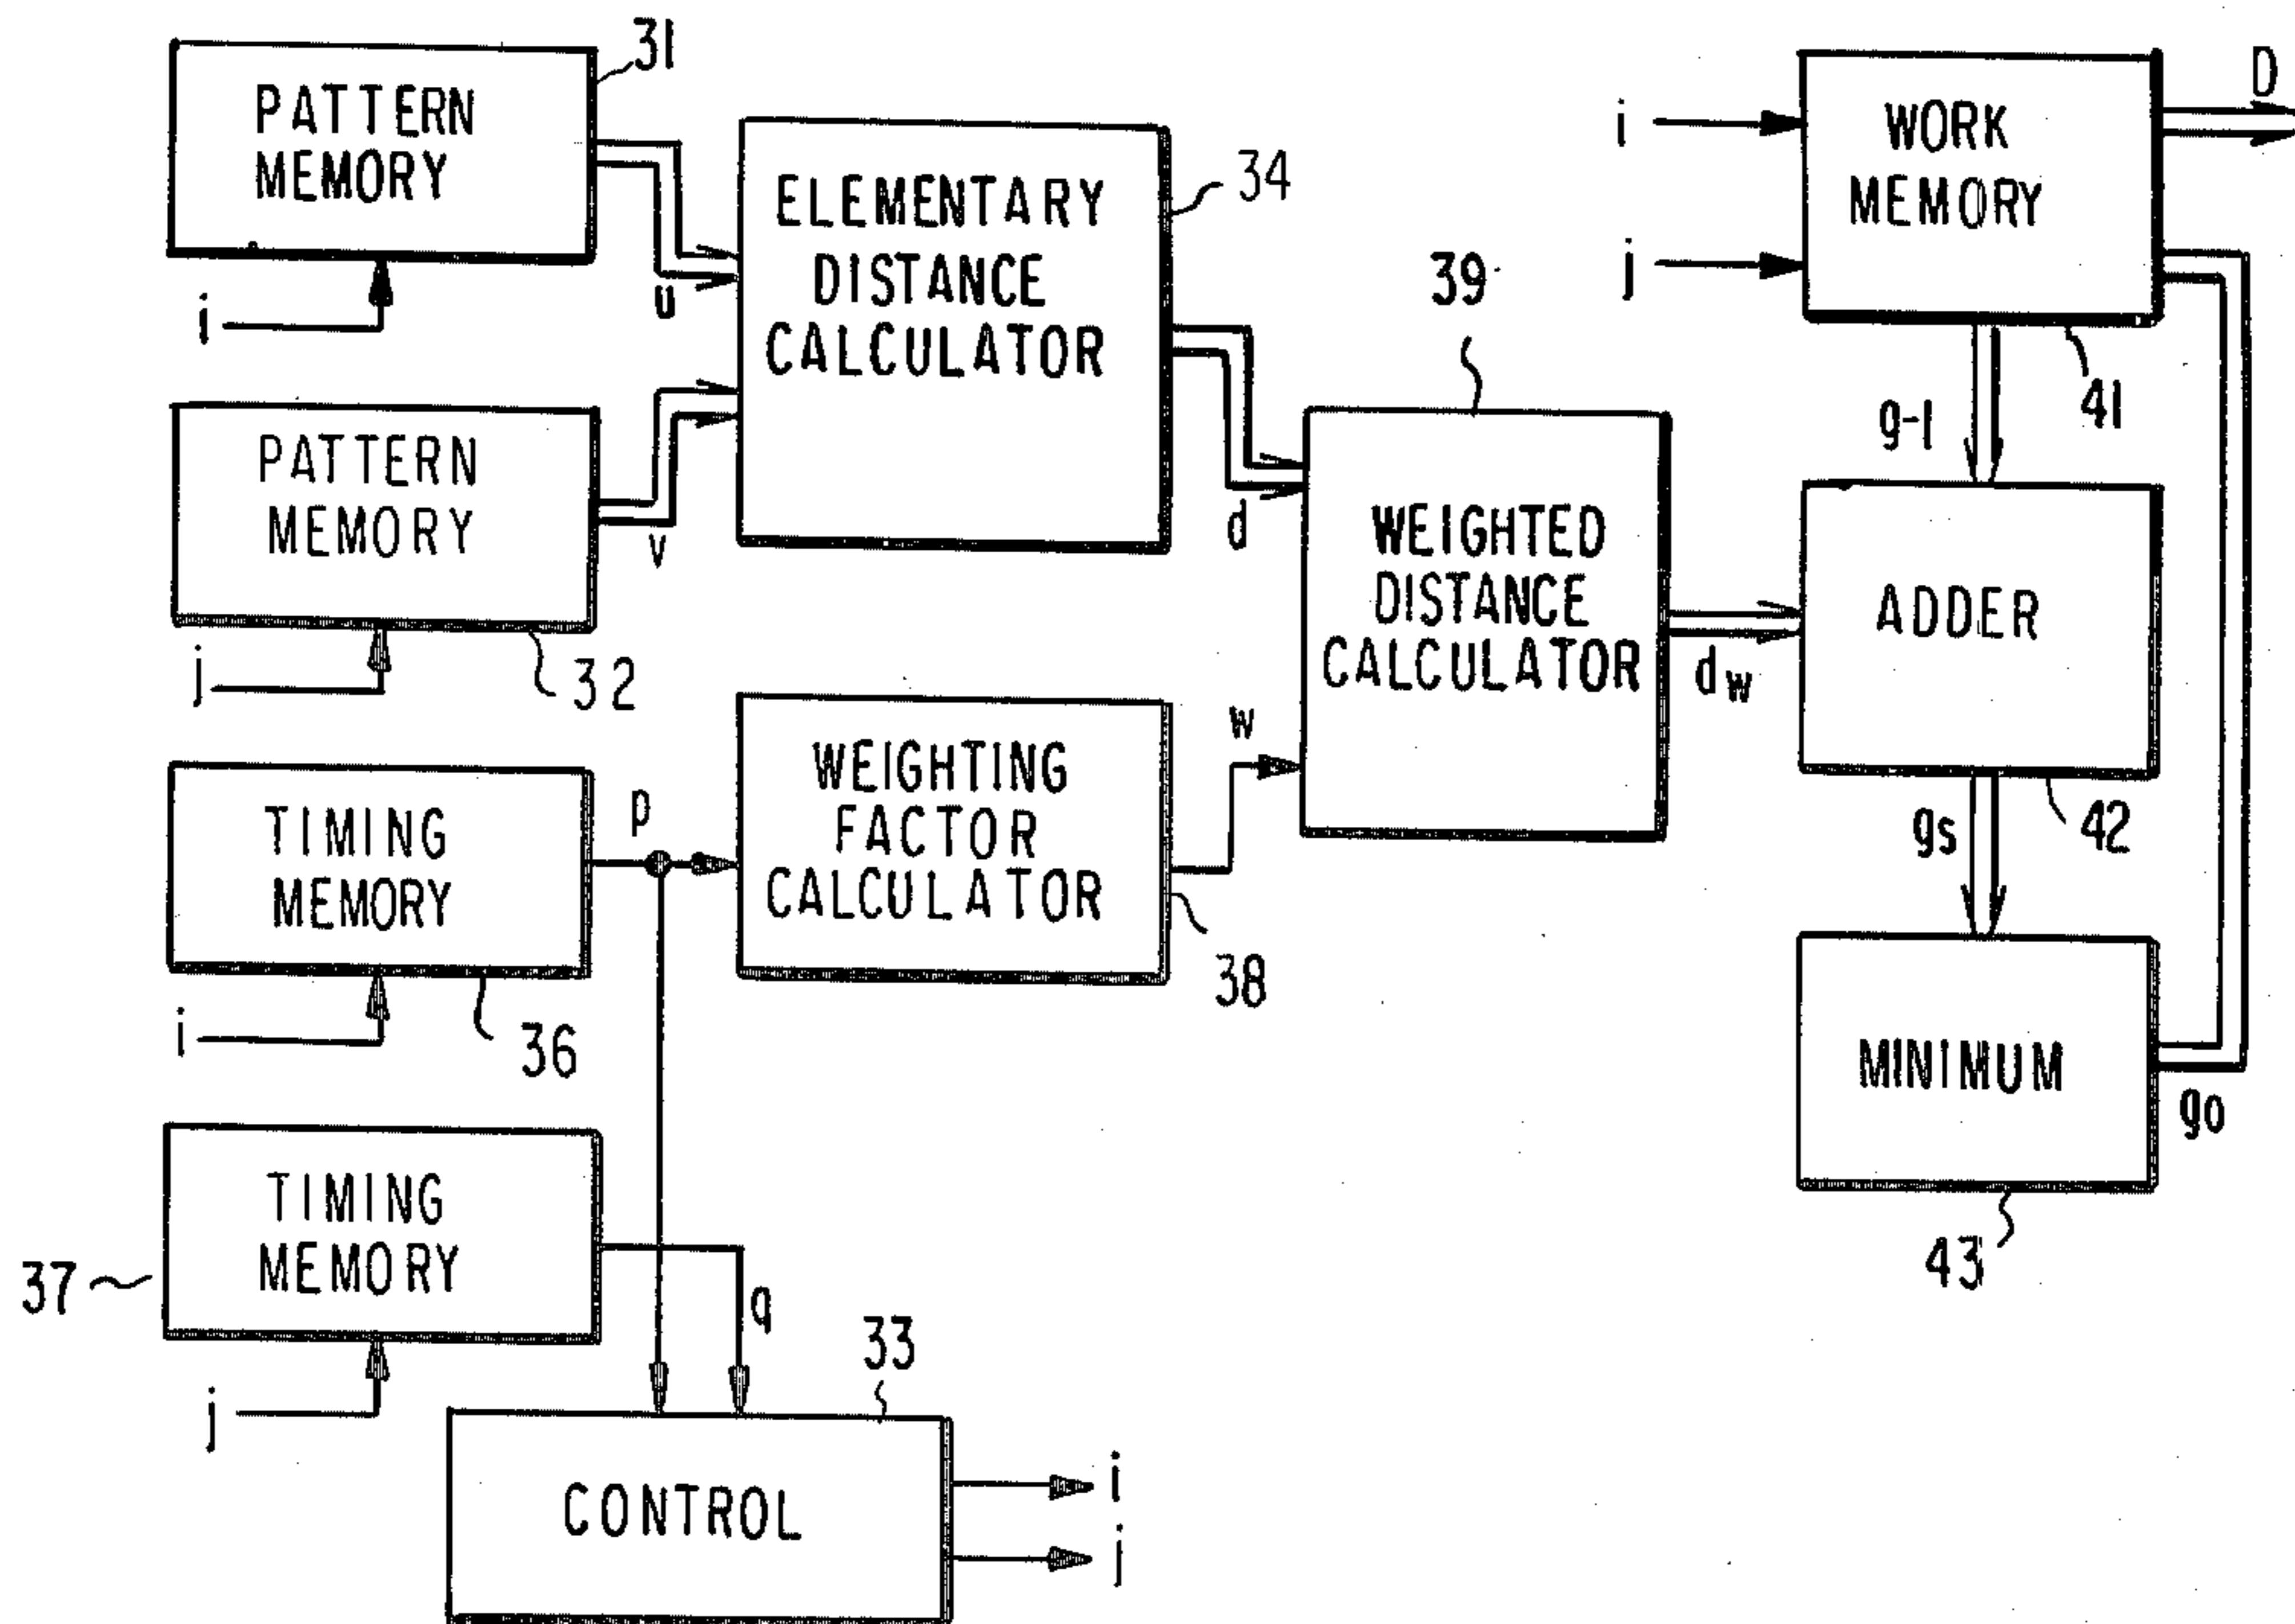 31
PATTERN
MEMORY
i
u
PATTERN
MEMORY
j
v
32
ELEMENTARY
DISTANCE
CALCULATOR
34
d
TIMING
MEMORY
p
i
36
WEIGHTING
FACTOR
CALCULATOR
w
38
TIMING
MEMORY
37
j
q
33
CONTROL
i
j
39
WEIGHTED
DISTANCE
CALCULATOR
dw
i
j
WORK
MEMORY
D
41
g-1
ADDER
42
gs
MINIMUM
go
43